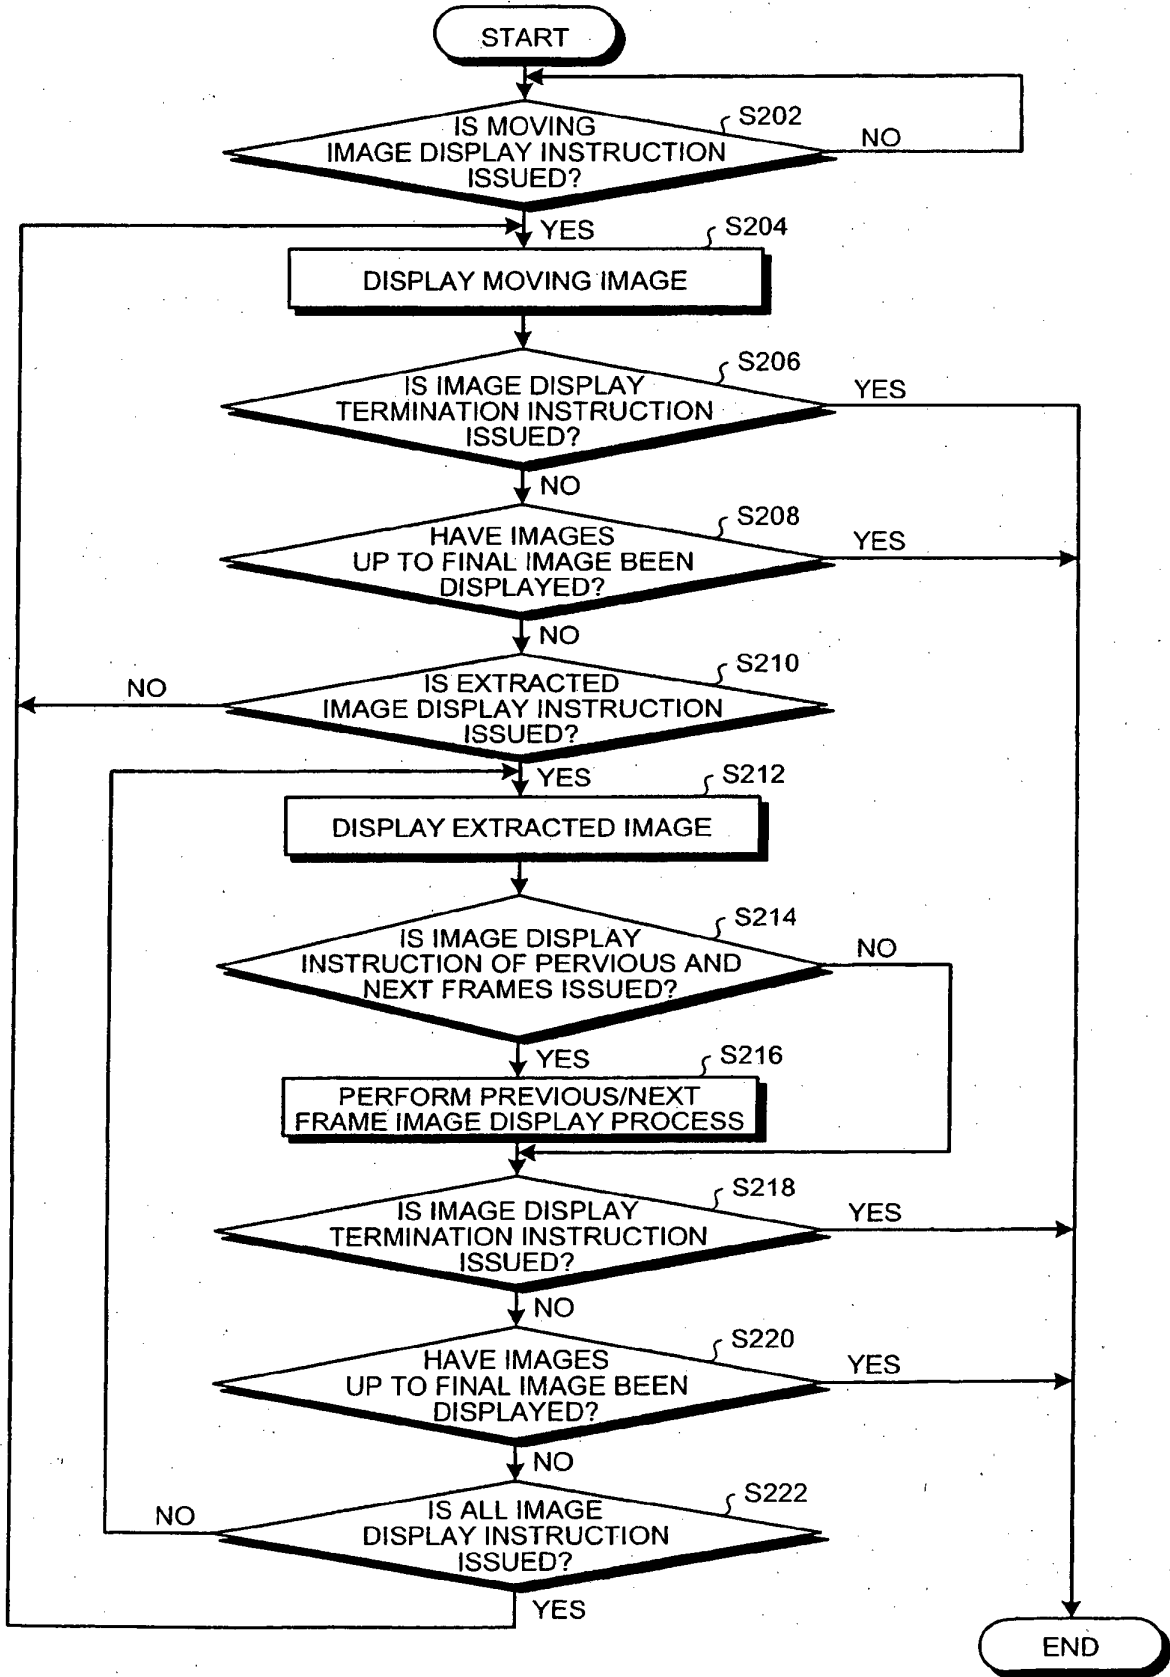 START
S202
IS MOVING
IMAGE DISPLAY INSTRUCTION
ISSUED?
NO
YES
S204
DISPLAY MOVING IMAGE
S206
IS IMAGE DISPLAY
TERMINATION INSTRUCTION
ISSUED?
YES
NO
S208
HAVE IMAGES
UP TO FINAL IMAGE BEEN
DISPLAYED?
YES
NO
S210
IS EXTRACTED
IMAGE DISPLAY INSTRUCTION
ISSUED?
NO
YES
S212
DISPLAY EXTRACTED IMAGE
S214
IS IMAGE DISPLAY
INSTRUCTION OF PERVIOUS AND
NEXT FRAMES ISSUED?
NO
YES
S216
PERFORM PREVIOUS/NEXT
FRAME IMAGE DISPLAY PROCESS
S218
IS IMAGE DISPLAY
TERMINATION INSTRUCTION
ISSUED?
YES
NO
S220
HAVE IMAGES
UP TO FINAL IMAGE BEEN
DISPLAYED?
YES
NO
S222
IS ALL IMAGE
DISPLAY INSTRUCTION
ISSUED?
NO
YES
END